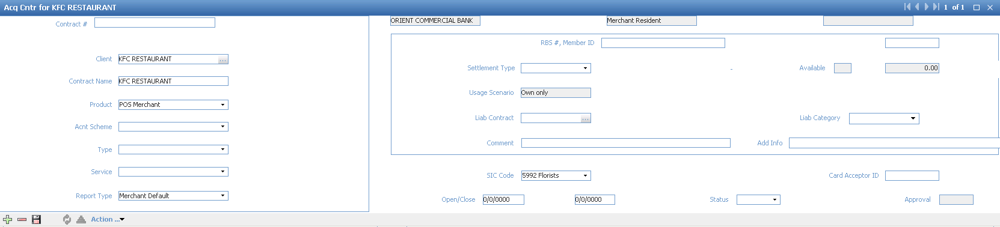 Acq Cntr for KFC RESTAURANT
1 of 1
Contract #
ORIENT COMMERCIAL BANK
Merchant Resident
RBS #, Member ID
Client KFC RESTAURANT ...
Settlement Type
-
Available 0.00
Contract Name KFC RESTAURANT
Usage Scenario Own only
Product POS Merchant
Liab Contract ...
Liab Category
Acnt Scheme
Comment
Add Info
Type
Service
SIC Code 5992 Florists
Card Acceptor ID
Report Type Merchant Default
Open/Close 0/0/0000 0/0/0000
Status
Approval
Action ...